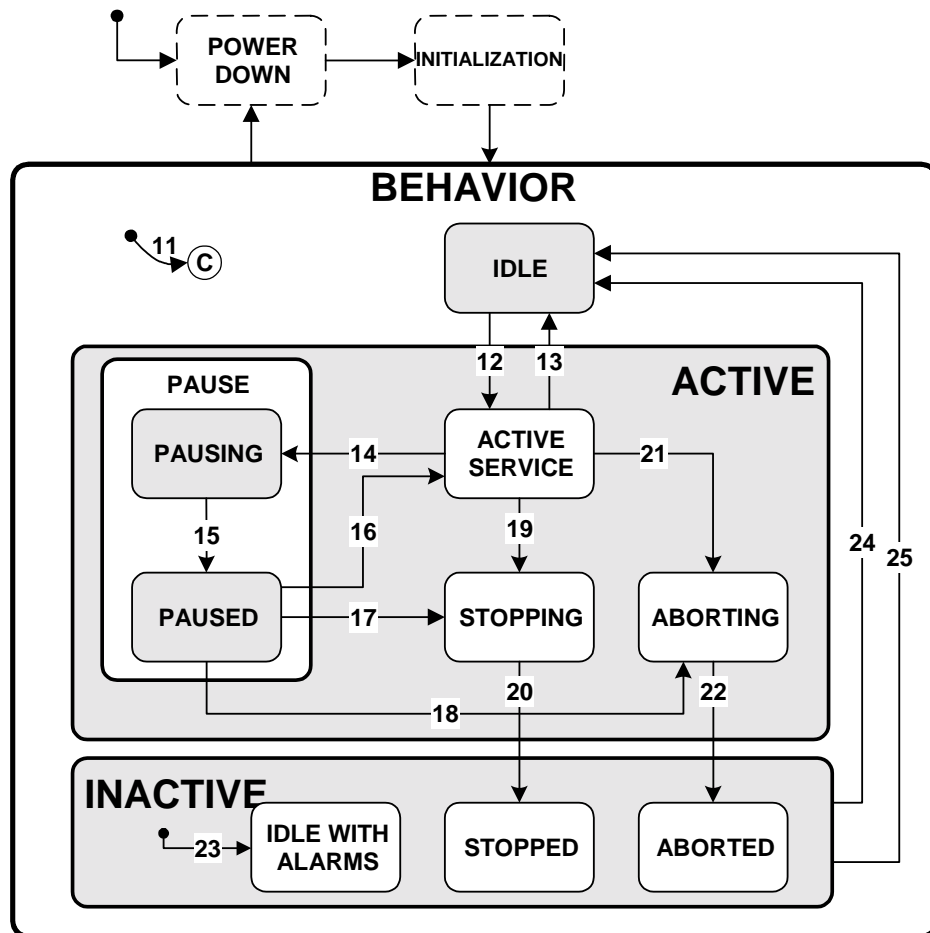 POWER
DOWN
INITIALIZATION
BEHAVIOR
11
C
IDLE
12
13
ACTIVE
PAUSE
PAUSING
14
ACTIVE
SERVICE
21
15
16
19
24
25
PAUSED
17
STOPPING
ABORTING
18
20
22
INACTIVE
23
IDLE WITH
ALARMS
STOPPED
ABORTED